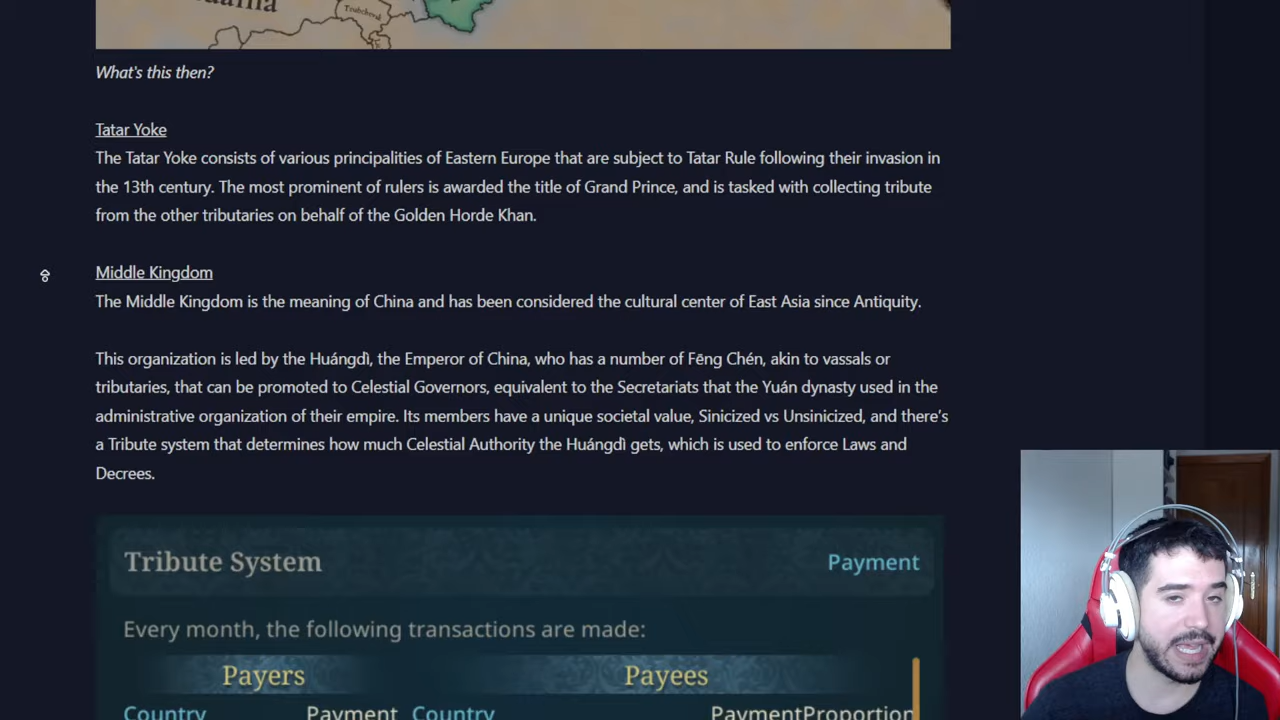 Trubchevsk
What's this then?
Tatar Yoke
The Tatar Yoke consists of various principalities of Eastern Europe that are subject to Tatar Rule following their invasion in
the 13th century. The most prominent of rulers is awarded the title of Grand Prince, and is tasked with collecting tribute
from the other tributaries on behalf of the Golden Horde Khan.
Middle Kingdom
The Middle Kingdom is the meaning of China and has been considered the cultural center of East Asia since Antiquity.
This organization is led by the Huángdì, the Emperor of China, who has a number of Fēng Chén, akin to vassals or
tributaries, that can be promoted to Celestial Governors, equivalent to the Secretariats that the Yuán dynasty used in the
administrative organization of their empire. Its members have a unique societal value, Sinicized vs Unsinicized, and there's
a Tribute system that determines how much Celestial Authority the Huángdì gets, which is used to enforce Laws and
Decrees.
Tribute System Payment
Every month, the following transactions are made:
Payers Payees
Country Payment Country PaymentProportion